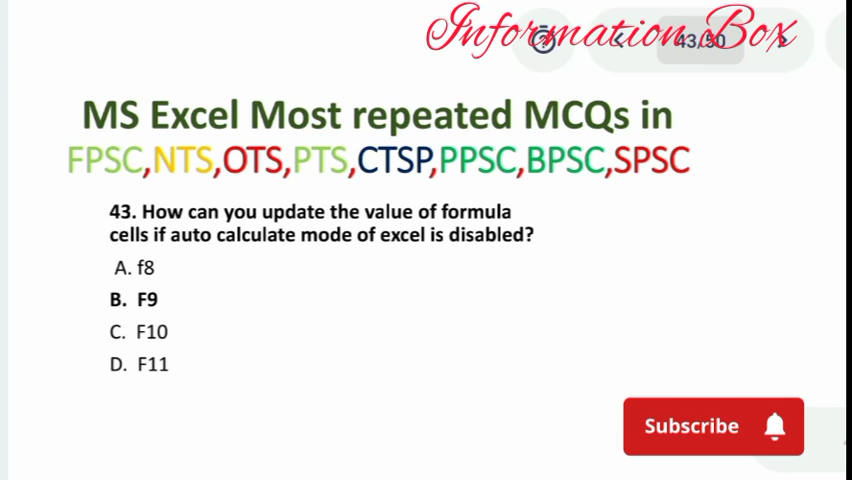 Information Box
43/50
MS Excel Most repeated MCQs in
FPSC,NTS,OTS,PTS,CTSP,PPSC,BPSC,SPSC
43. How can you update the value of formula
cells if auto calculate mode of excel is disabled?
A. f8
B. F9
C. F10
D. F11
Subscribe